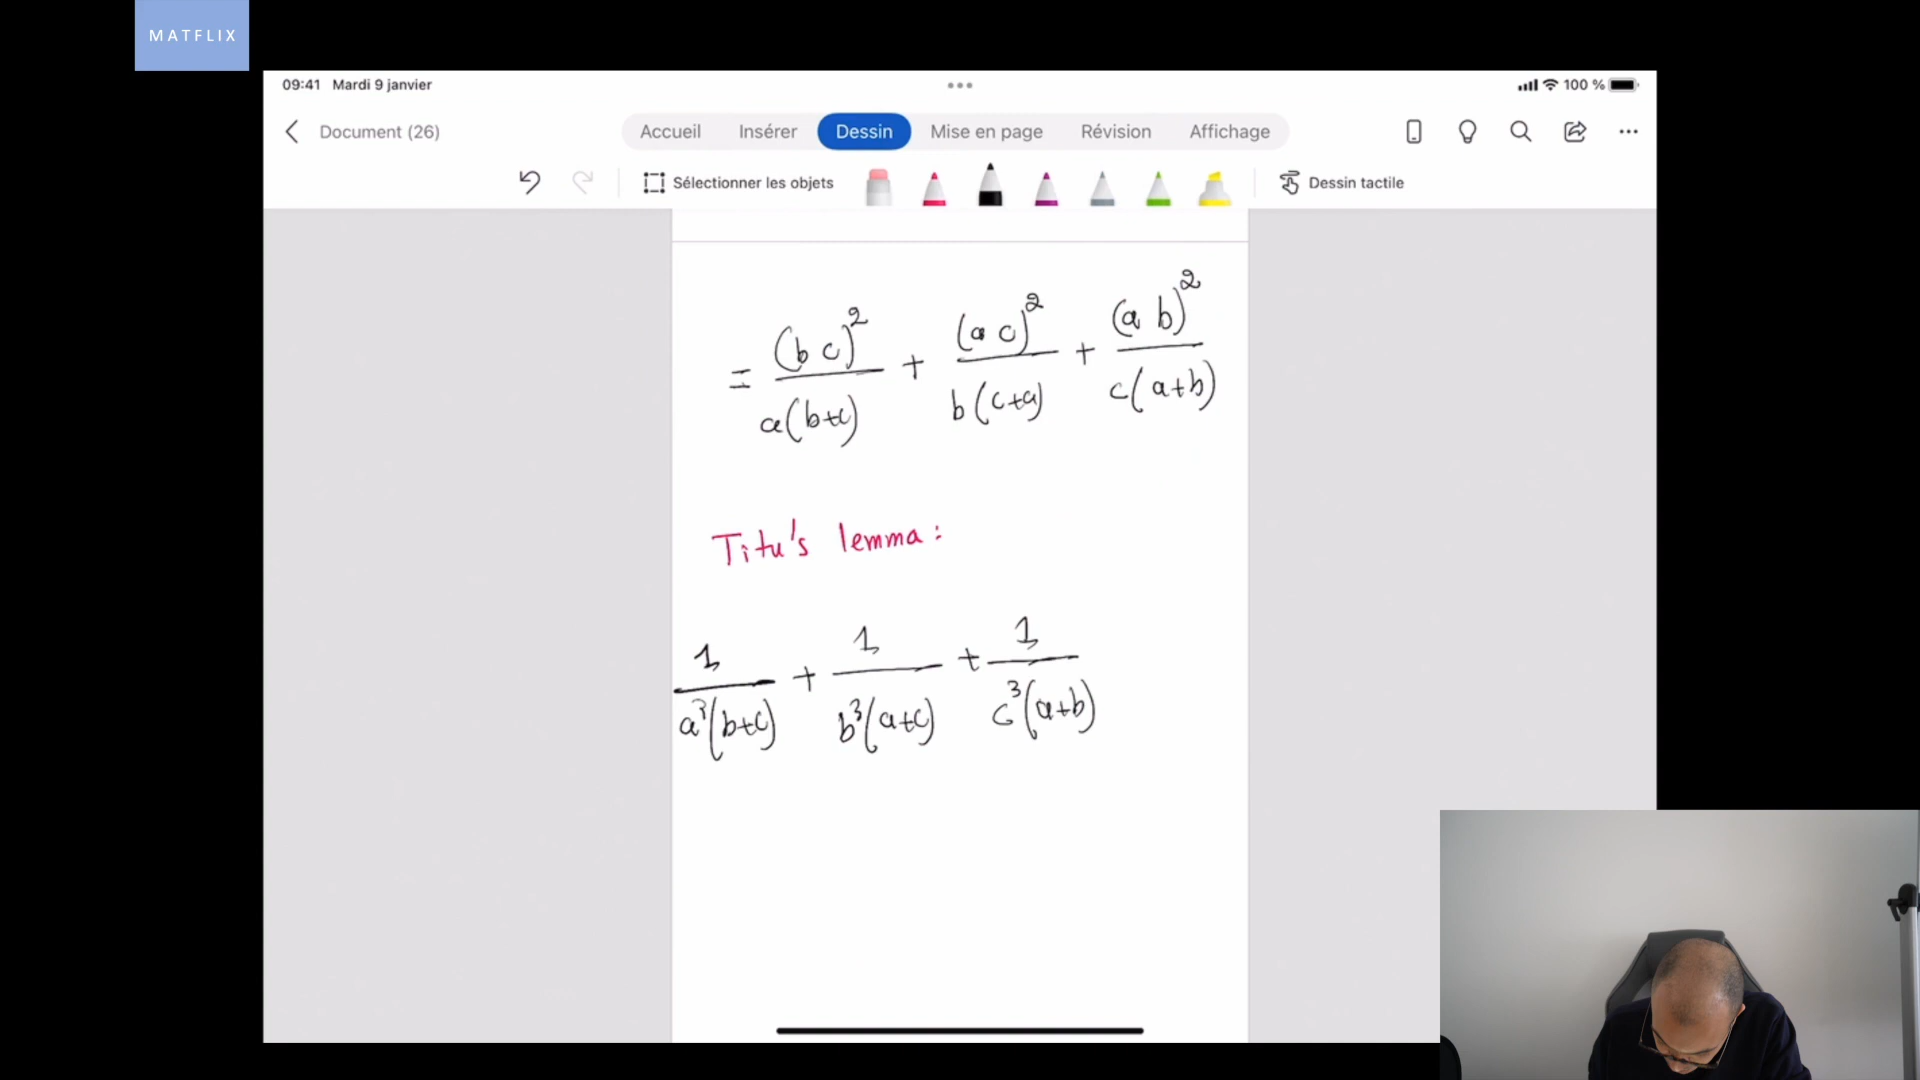 MATFLIX
09:41 Mardi 9 janvier
100 %
Document (26)
Accueil Insérer Dessin Mise en page Révision Affichage
Sélectionner les objets
Dessin tactile
= (bc)²/a(b+c) + (ac)²/b(c+a) + (ab)²/c(a+b)
Titu's lemma:
1/a³(b+c) + 1/b³(a+c) + 1/c³(a+b)